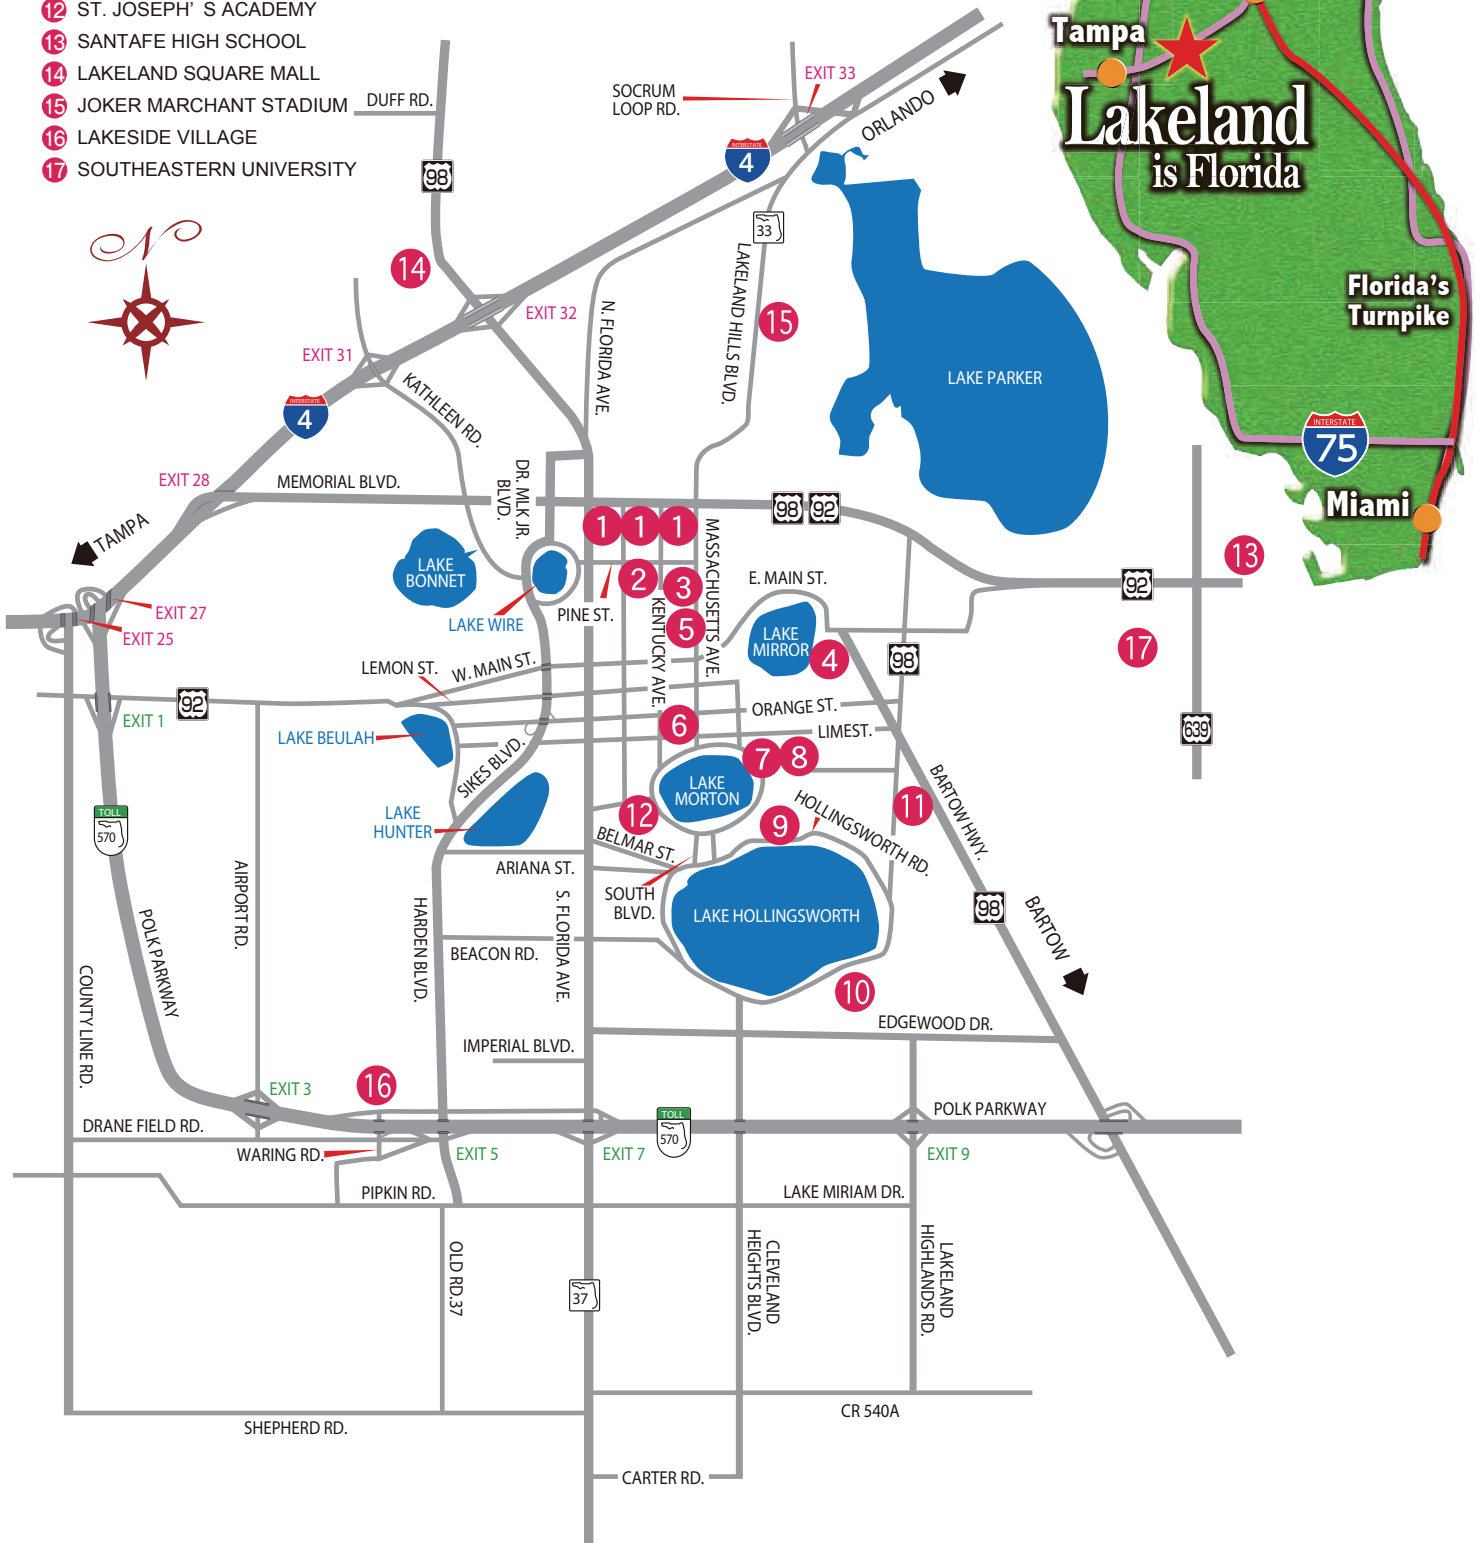 12 ST. JOSEPH' S ACADEMY
13 SANTAFE HIGH SCHOOL
14 LAKELAND SQUARE MALL
15 JOKER MARCHANT STADIUM
16 LAKESIDE VILLAGE
17 SOUTHEASTERN UNIVERSITY
N
DUFF RD.
98
SOCRUM
LOOP RD.
EXIT 33
ORLANDO
INTERSTATE
4
33
Tampa
Lakeland
is Florida
Florida's
Turnpike
INTERSTATE
75
Miami
14
EXIT 32
EXIT 31
INTERSTATE
4
KATHLEEN RD.
N. FLORIDA AVE.
LAKELAND HILLS BLVD.
15
LAKE PARKER
EXIT 28
MEMORIAL BLVD.
DR. MLK JR.
BLVD.
98
92
TAMPA
1
1
1
MASSACHUSETTS AVE.
13
LAKE
BONNET
2
3
E. MAIN ST.
92
EXIT 27
EXIT 25
LAKE WIRE
PINE ST.
KENTUCKY AVE.
5
LAKE
MIRROR
4
98
17
LEMON ST.
W. MAIN ST.
92
EXIT 1
ORANGE ST.
639
LAKE BEULAH
6
LIMEST.
SIKES BLVD.
7
8
LAKE
MORTON
BARTOW HWY.
TOLL
570
LAKE
HUNTER
12
9
HOLLINGSWORTH RD.
11
BELMAR ST.
ARIANA ST.
AIRPORT RD.
SOUTH
BLVD.
LAKE HOLLINGSWORTH
98
BARTOW
POLK PARKWAY
HARDEN BLVD.
S. FLORIDA AVE.
BEACON RD.
COUNTY LINE RD.
10
EDGEWOOD DR.
IMPERIAL BLVD.
EXIT 3
16
TOLL
570
POLK PARKWAY
DRANE FIELD RD.
WARING RD.
EXIT 5
EXIT 7
EXIT 9
PIPKIN RD.
LAKE MIRIAM DR.
OLD RD.37
37
CLEVELAND
HEIGHTS BLVD.
LAKELAND
HIGHLANDS RD.
SHEPHERD RD.
CR 540A
CARTER RD.